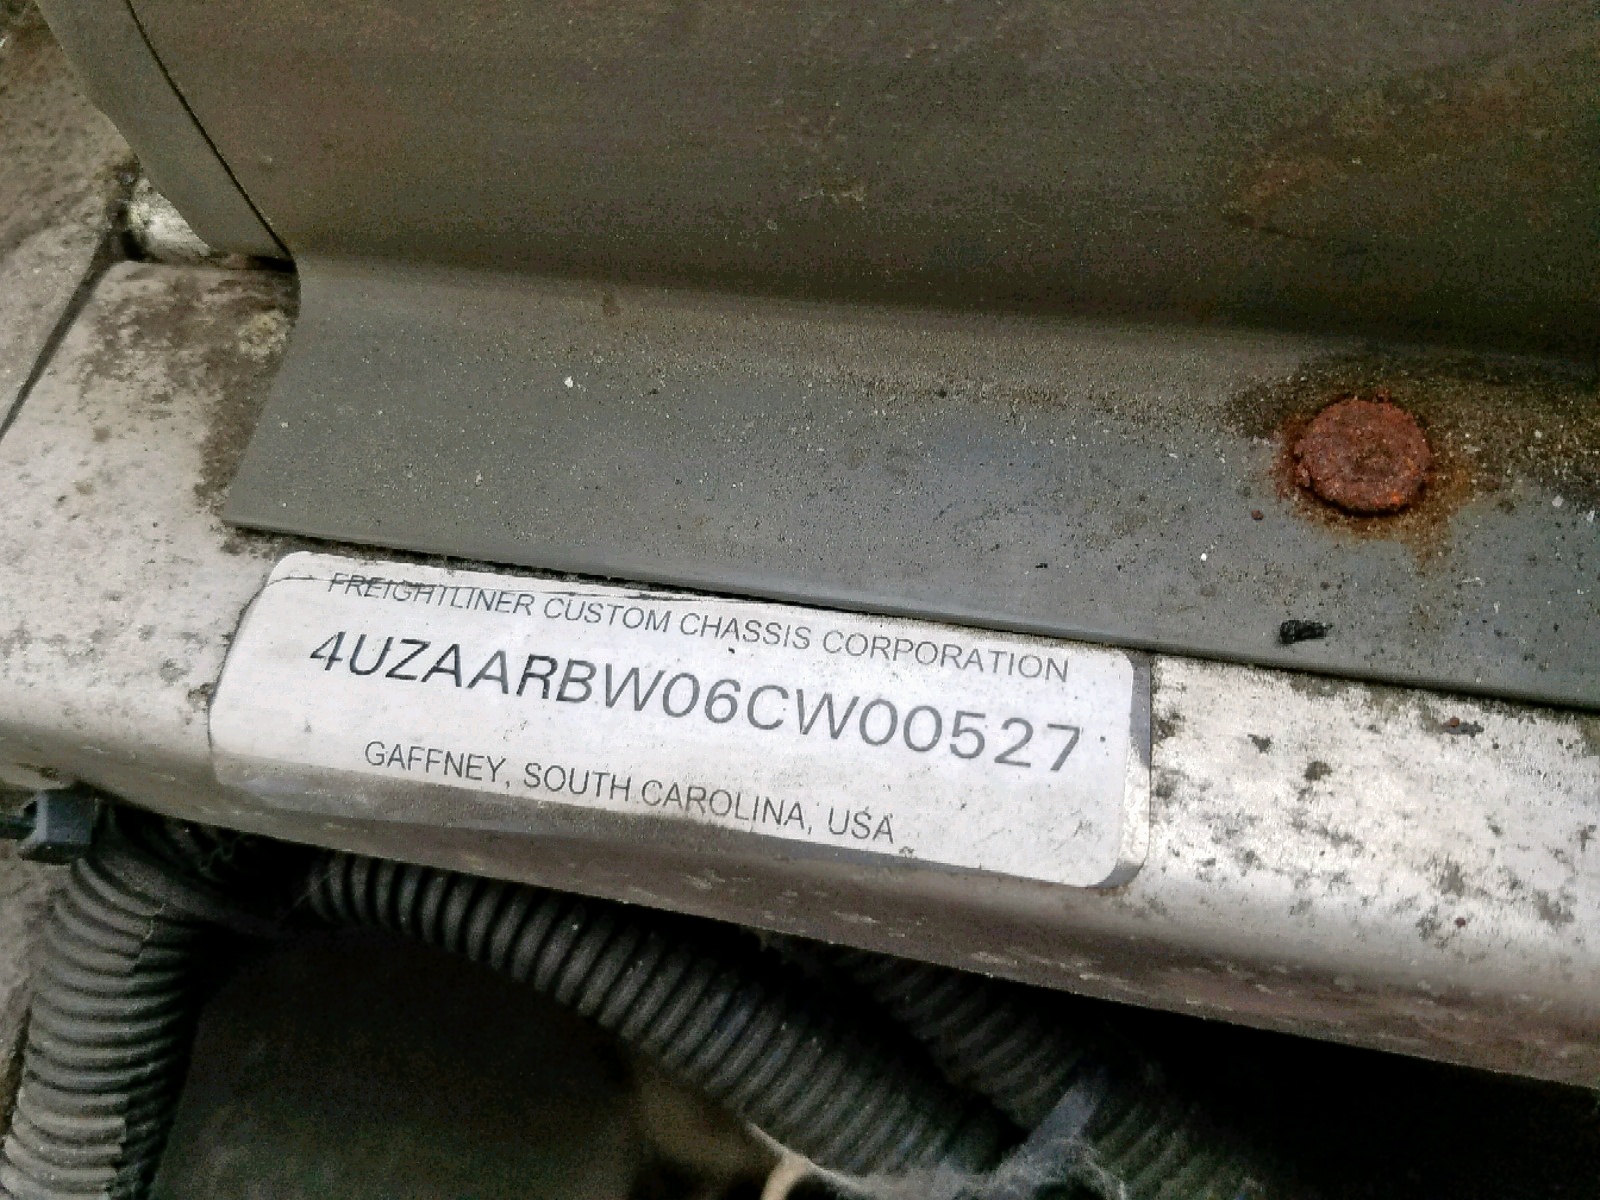 FREIGHTLINER CUSTOM CHASSIS CORPORATION
4UZAARBW06CW00527
GAFFNEY, SOUTH CAROLINA, USA